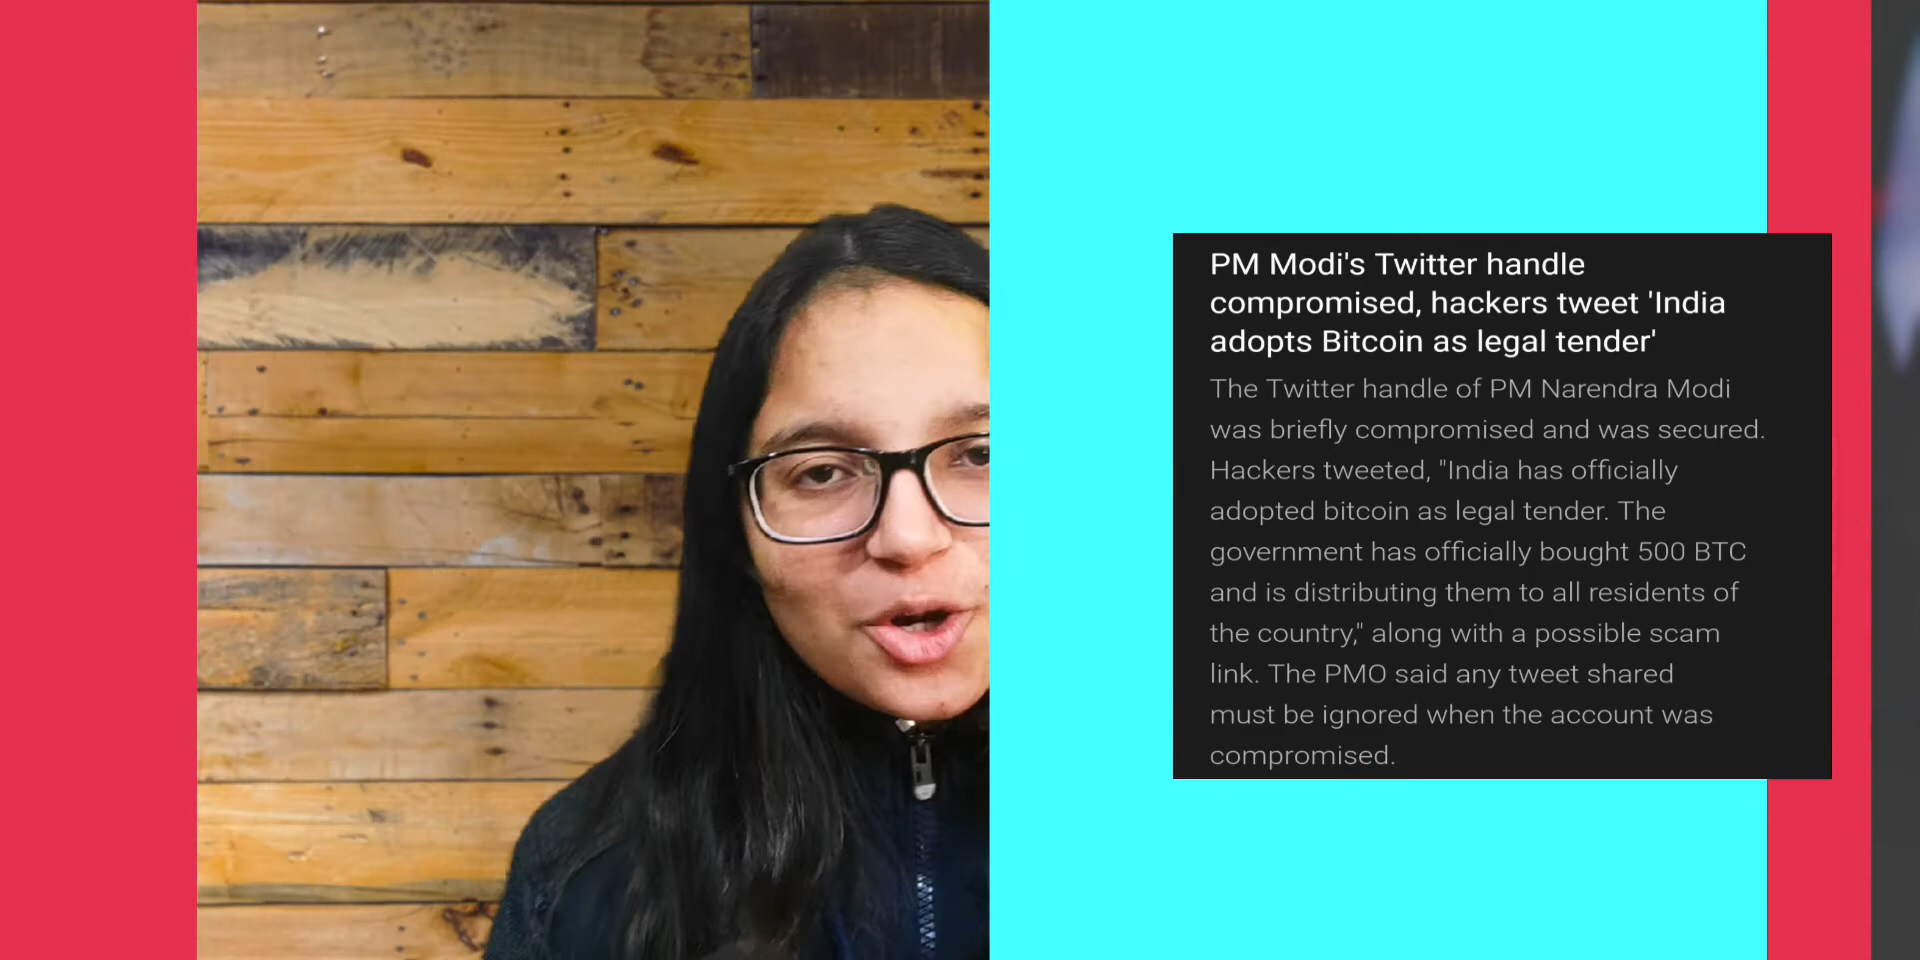 PM Modi's Twitter handle
compromised, hackers tweet 'India
adopts Bitcoin as legal tender'
The Twitter handle of PM Narendra Modi
was briefly compromised and was secured.
Hackers tweeted, "India has officially
adopted bitcoin as legal tender. The
government has officially bought 500 BTC
and is distributing them to all residents of
the country," along with a possible scam
link. The PMO said any tweet shared
must be ignored when the account was
compromised.